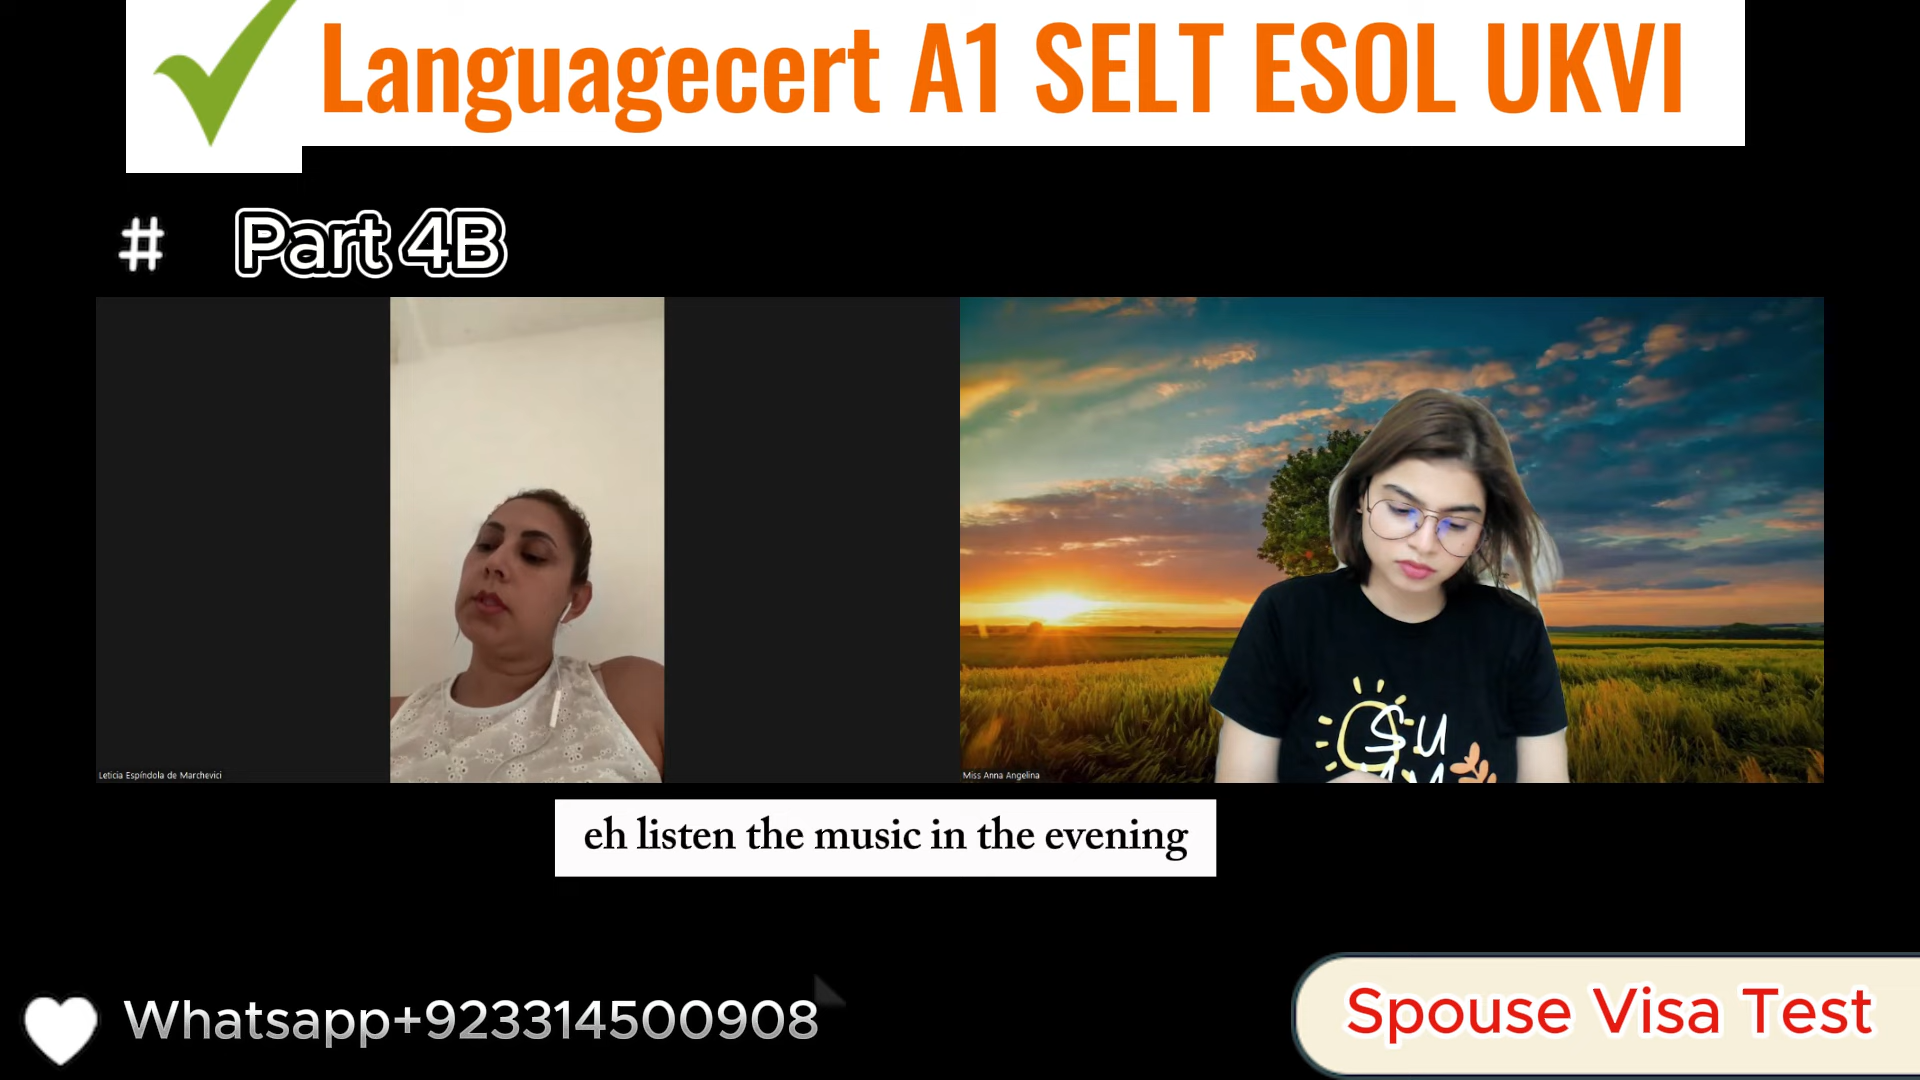 Languagecert A1 SELT ESOL UKVI
# Part 4B
Leticia Espíndola de Marchevici
Miss Anna Angelina
SU
eh listen the music in the evening
Whatsapp+923314500908
Spouse Visa Test